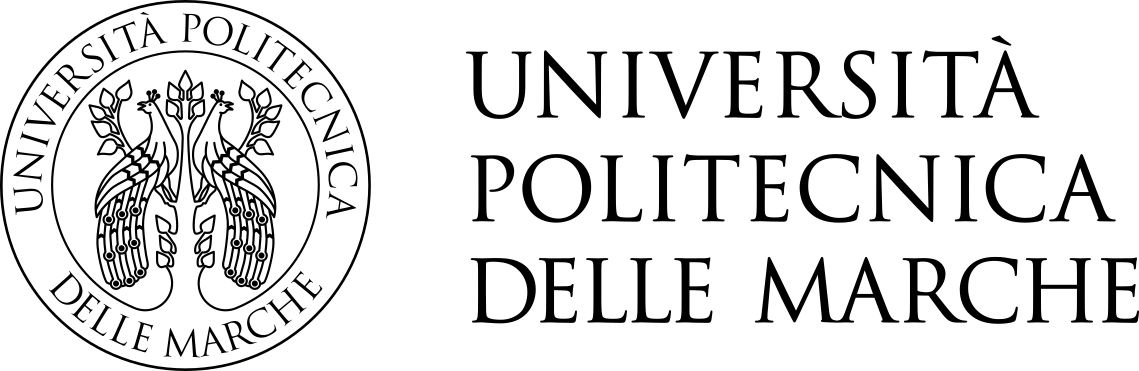 UNIVERSITÀ POLITECNICA
DELLE MARCHE
UNIVERSITÀ
POLITECNICA
DELLE MARCHE